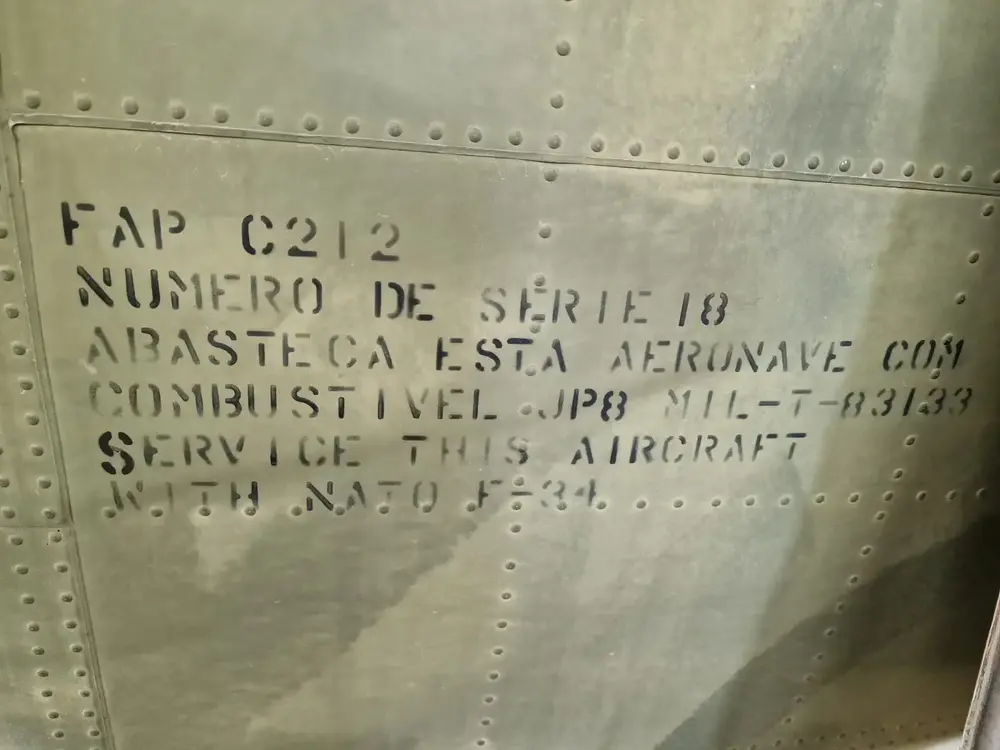 FAP C212
NUMERO DE SERIE 18
ABASTECA ESTA AERONAVE COM
COMBUSTIVEL JP8 MIL-T-83133
SERVICE THIS AIRCRAFT
WITH NATO F-34